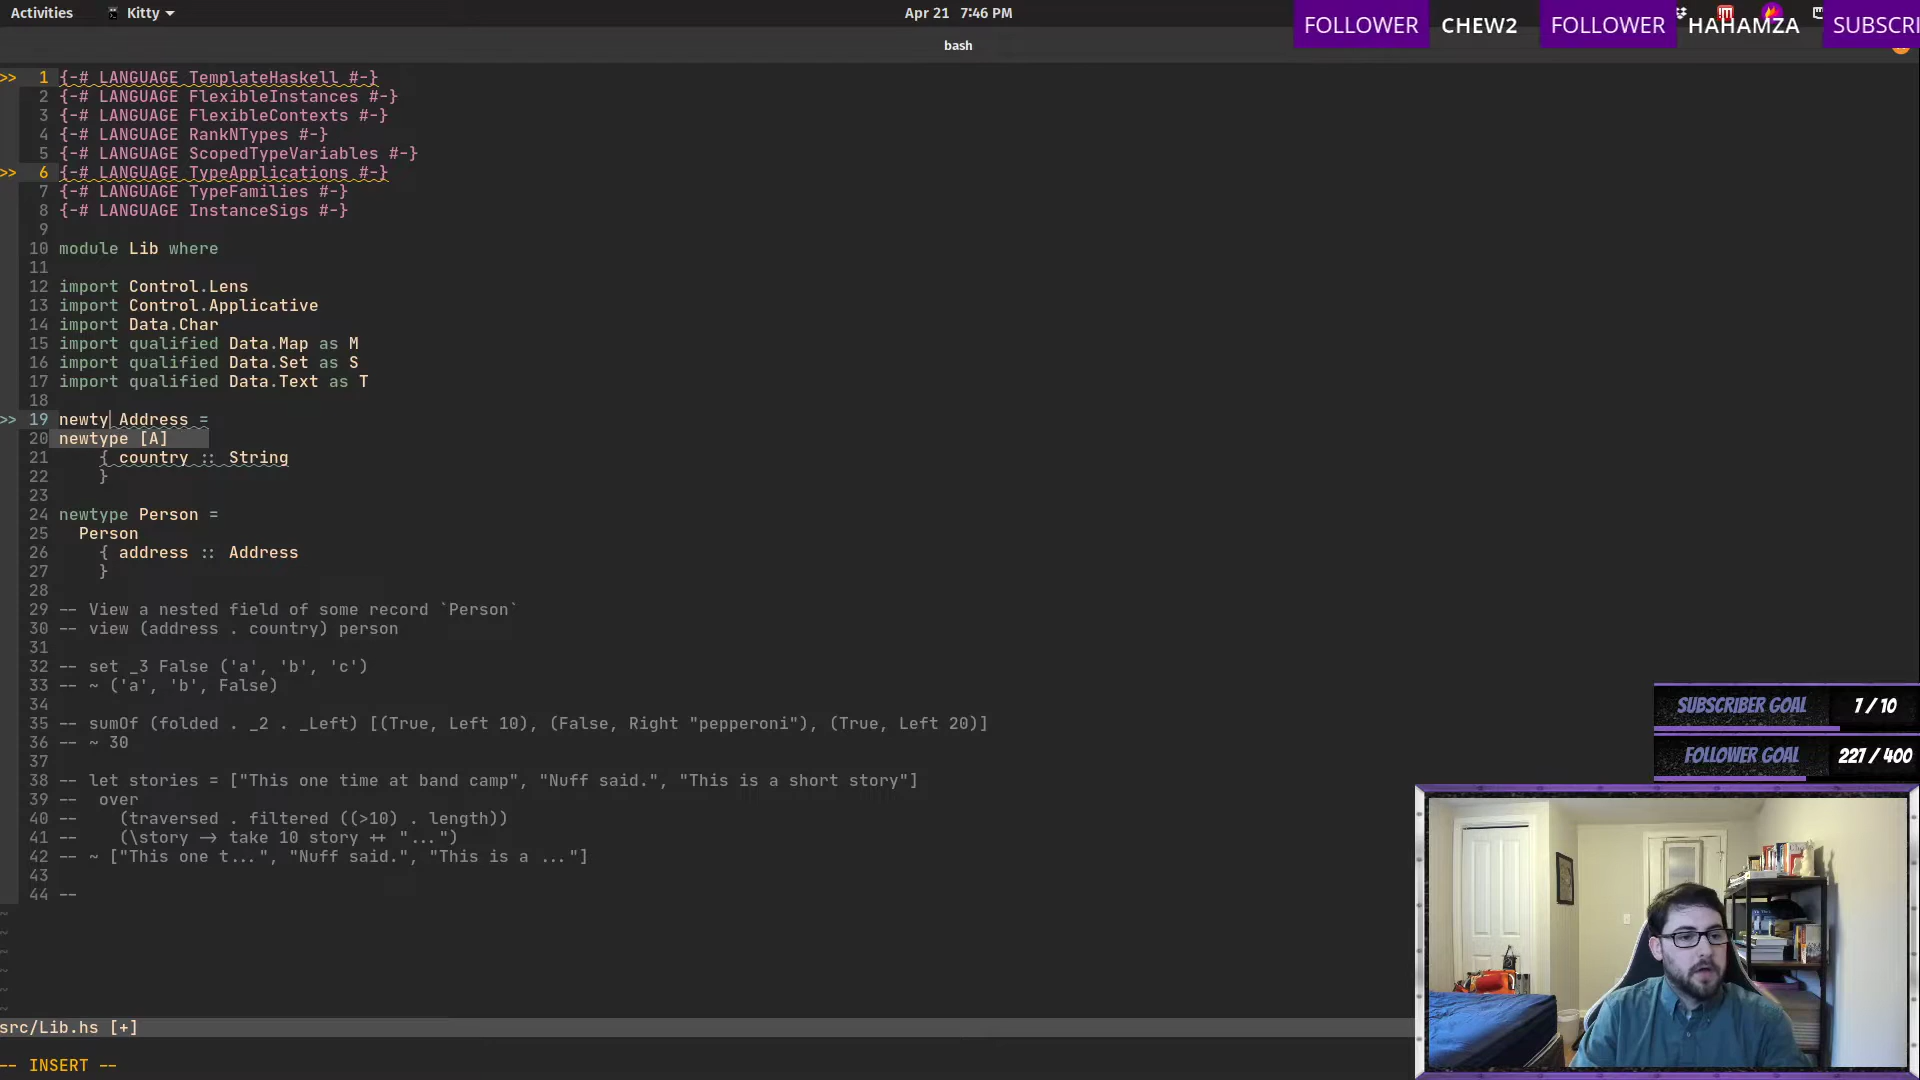 Activities Kitty Apr 21 7:46 PM
FOLLOWER CHEW2 FOLLOWER HAHAMZA SUBSCRI
bash
>> 1 {-# LANGUAGE TemplateHaskell #-}
2 {-# LANGUAGE FlexibleInstances #-}
3 {-# LANGUAGE FlexibleContexts #-}
4 {-# LANGUAGE RankNTypes #-}
5 {-# LANGUAGE ScopedTypeVariables #-}
>> 6 {-# LANGUAGE TypeApplications #-}
7 {-# LANGUAGE TypeFamilies #-}
8 {-# LANGUAGE InstanceSigs #-}
9
10 module Lib where
11
12 import Control.Lens
13 import Control.Applicative
14 import Data.Char
15 import qualified Data.Map as M
16 import qualified Data.Set as S
17 import qualified Data.Text as T
18
>> 19 newty Address =
20 newtype [A]
21 { country :: String
22 }
23
24 newtype Person =
25 Person
26 { address :: Address
27 }
28
29 -- View a nested field of some record `Person`
30 -- view (address . country) person
31
32 -- set _3 False ('a', 'b', 'c')
33 -- ~ ('a', 'b', False)
34
35 -- sumOf (folded . _2 . _Left) [(True, Left 10), (False, Right "pepperoni"), (True, Left 20)]
36 -- ~ 30
37
38 -- let stories = ["This one time at band camp", "Nuff said.", "This is a short story"]
39 -- over
40 -- (traversed . filtered ((>10) . length))
41 -- (\story -> take 10 story ++ "...")
42 -- ~ ["This one t...", "Nuff said.", "This is a ..."]
43
44 --
~
~
~
~
~
~
src/Lib.hs [+]
-- INSERT --
SUBSCRIBER GOAL 7 / 10
FOLLOWER GOAL 227 / 400